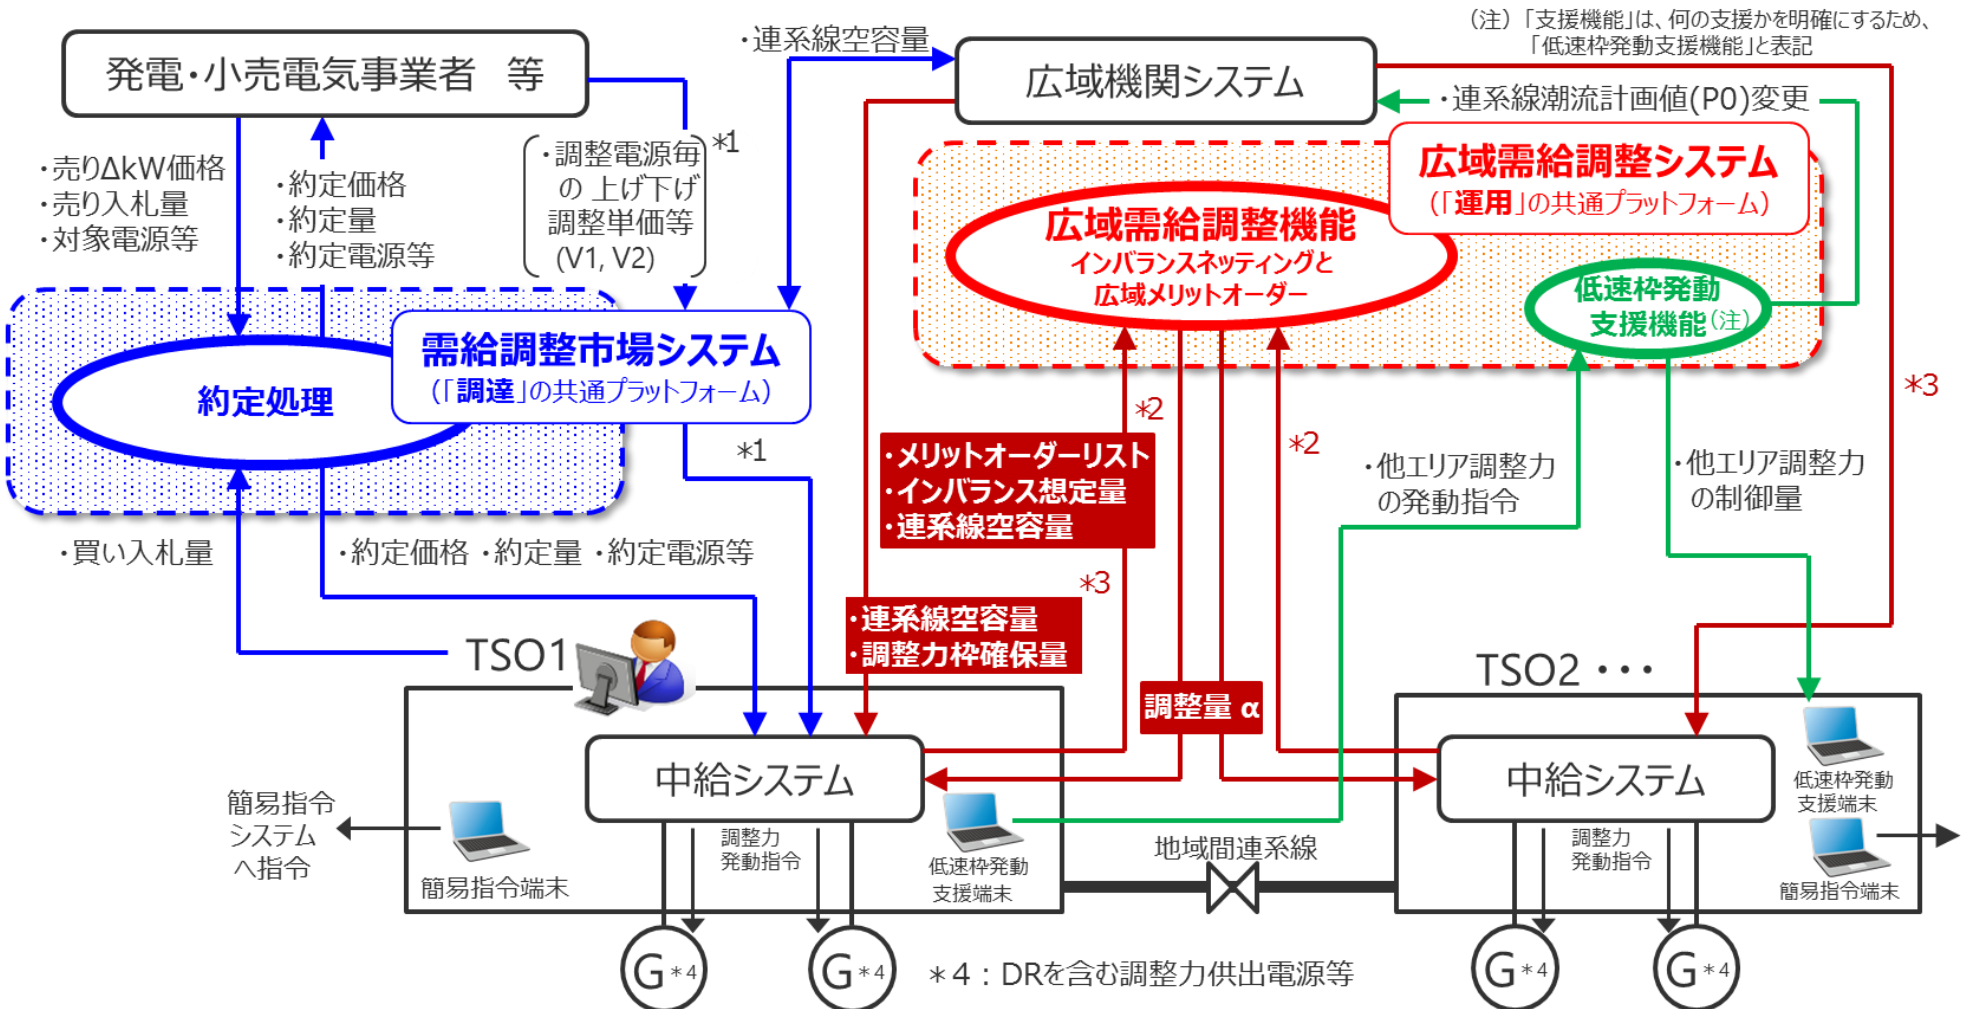 (注)「支援機能」は、何の支援かを明確にするため、
「低速枠発動支援機能」と表記
発電・小売電気事業者 等
・連系線空容量
広域機関システム
・連系線潮流計画値(P0)変更
・売りΔkW価格
・売り入札量
・対象電源等
・約定価格
・約定量
・約定電源等
・調整電源毎
の 上げ下げ
調整単価等
(V1, V2)
*1
広域需給調整システム
(「運用」の共通プラットフォーム)
広域需給調整機能
インバランスネッティングと
広域メリットオーダー
低速枠発動
支援機能(注)
需給調整市場システム
(「調達」の共通プラットフォーム)
約定処理
*1
*2
*2
*3
・メリットオーダーリスト
・インバランス想定量
・連系線空容量
・他エリア調整力
の発動指令
・他エリア調整力
の制御量
・買い入札量
・約定価格 ・約定量 ・約定電源等
*3
・連系線空容量
・調整力枠確保量
TSO1
TSO2 ・・・
調整量 α
中給システム
中給システム
低速枠発動
支援端末
簡易指令
システム
へ指令
簡易指令端末
調整力
発動指令
低速枠発動
支援端末
地域間連系線
調整力
発動指令
簡易指令端末
G*4
G*4
*4:DRを含む調整力供出電源等
G*4
G*4